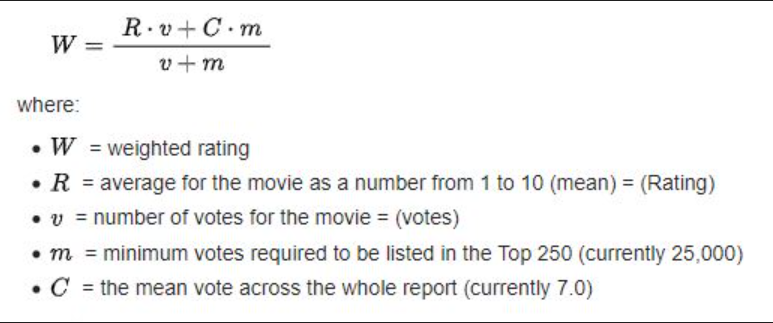 W = \frac{R \cdot v + C \cdot m}{v + m}
where:
• W = weighted rating
• R = average for the movie as a number from 1 to 10 (mean) = (Rating)
• v = number of votes for the movie = (votes)
• m = minimum votes required to be listed in the Top 250 (currently 25,000)
• C = the mean vote across the whole report (currently 7.0)